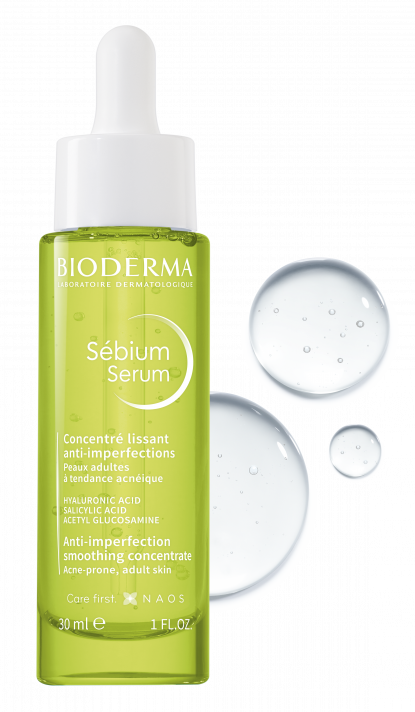 BIODERMA
LABORATOIRE DERMATOLOGIQUE
Sébium
Serum
Concentré lissant
anti-imperfections
Peaux adultes
à tendance acnéique
HYALURONIC ACID
SALICYLIC ACID
ACETYL GLUCOSAMINE
Anti-imperfection
smoothing concentrate
Acne-prone, adult skin
Care first. NAOS
30 ml ℮ 1 FL.OZ.